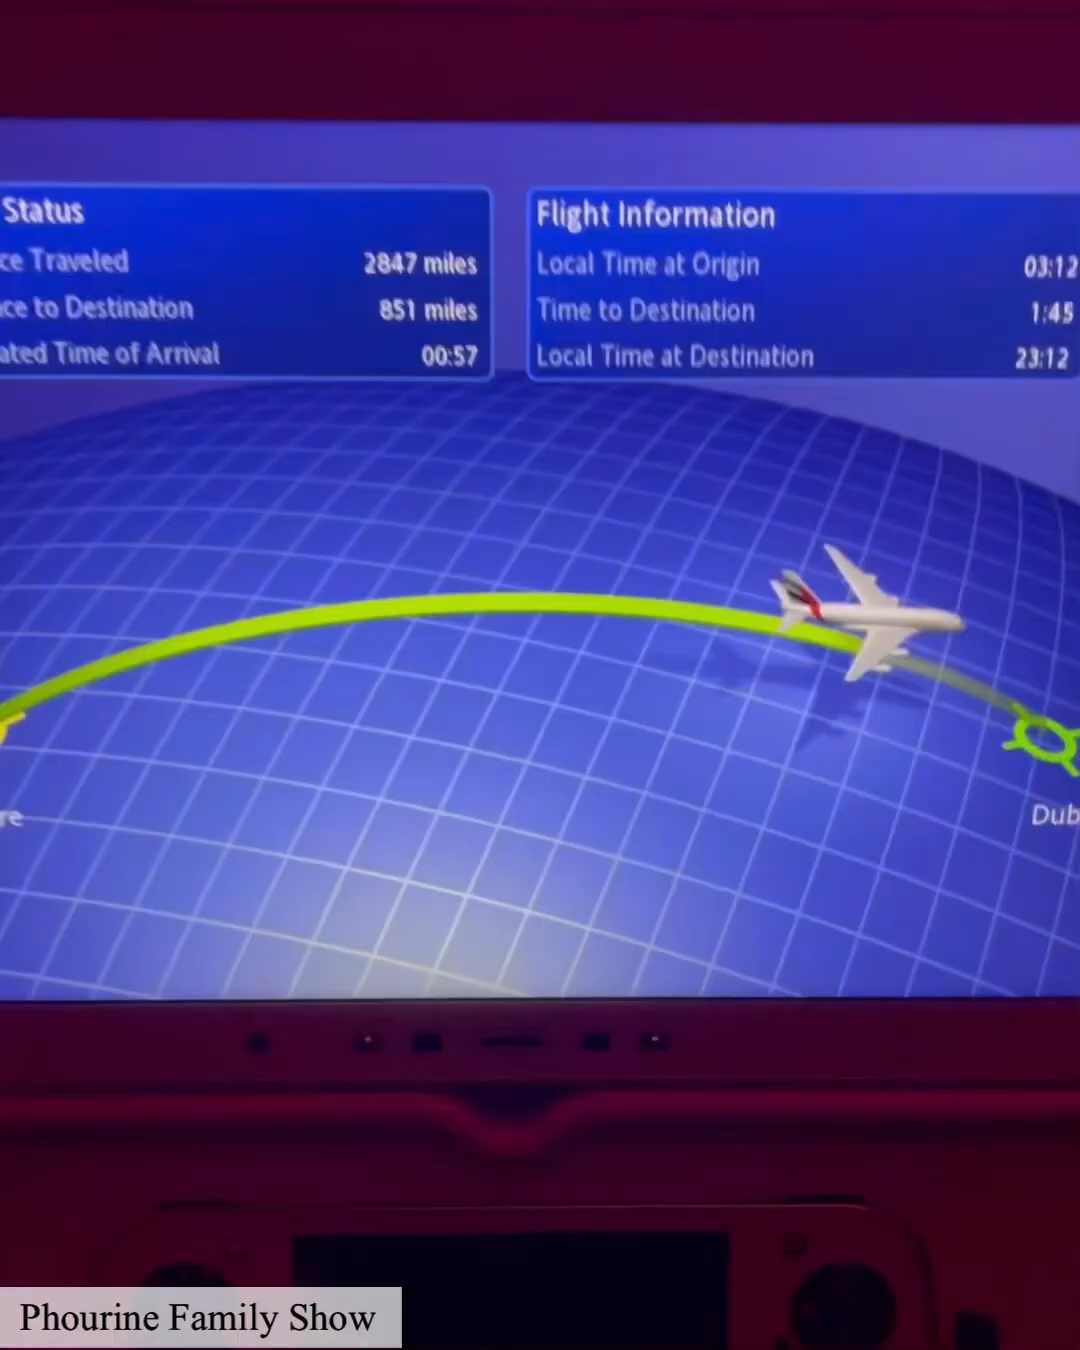 Status
ce Traveled 2847 miles
ce to Destination 851 miles
ated Time of Arrival 00:57
Flight Information
Local Time at Origin 03:12
Time to Destination 1:45
Local Time at Destination 23:12
re
Dub
Phourine Family Show